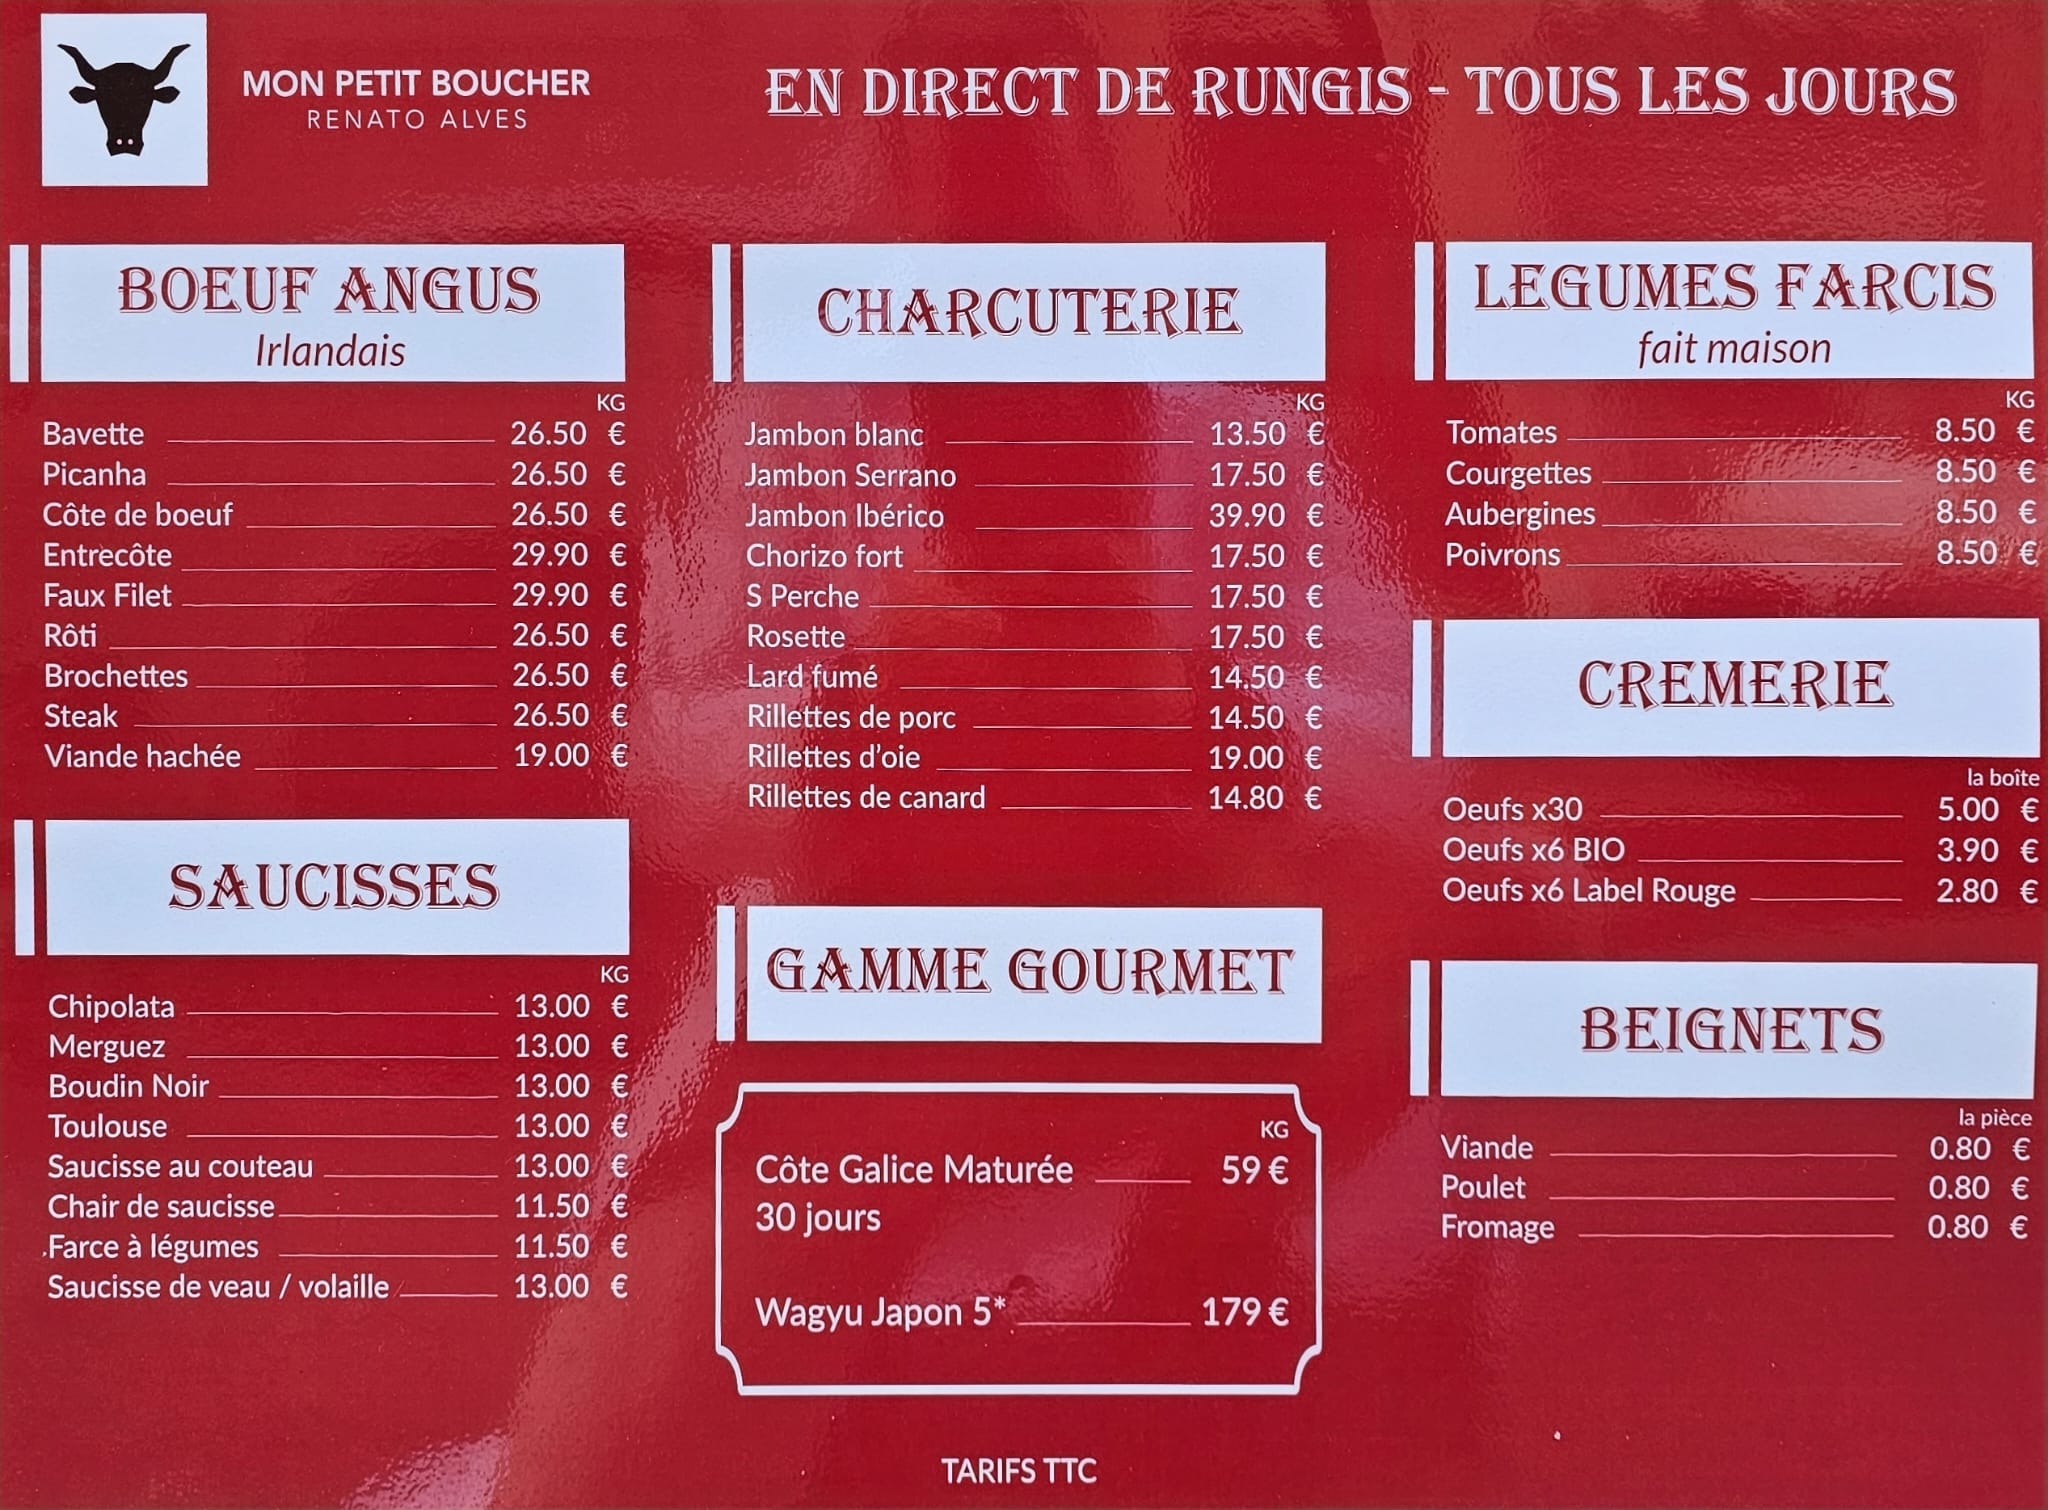 MON PETIT BOUCHER
RENATO ALVES
EN DIRECT DE RUNGIS - TOUS LES JOURS
BOEUF ANGUS
Irlandais
KG
Bavette 26.50 €
Picanha 26.50 €
Côte de boeuf 26.50 €
Entrecôte 29.90 €
Faux Filet 29.90 €
Rôti 26.50 €
Brochettes 26.50 €
Steak 26.50 €
Viande hachée 19.00 €
SAUCISSES
KG
Chipolata 13.00 €
Merguez 13.00 €
Boudin Noir 13.00 €
Toulouse 13.00 €
Saucisse au couteau 13.00 €
Chair de saucisse 11.50 €
Farce à légumes 11.50 €
Saucisse de veau / volaille 13.00 €
CHARCUTERIE
KG
Jambon blanc 13.50 €
Jambon Serrano 17.50 €
Jambon Ibérico 39.90 €
Chorizo fort 17.50 €
S Perche 17.50 €
Rosette 17.50 €
Lard fumé 14.50 €
Rillettes de porc 14.50 €
Rillettes d'oie 19.00 €
Rillettes de canard 14.80 €
GAMME GOURMET
KG
Côte Galice Maturée 59 €
30 jours
Wagyu Japon 5* 179 €
LEGUMES FARCIS
fait maison
KG
Tomates 8.50 €
Courgettes 8.50 €
Aubergines 8.50 €
Poivrons 8.50 €
CREMERIE
la boîte
Oeufs x30 5.00 €
Oeufs x6 BIO 3.90 €
Oeufs x6 Label Rouge 2.80 €
BEIGNETS
la pièce
Viande 0.80 €
Poulet 0.80 €
Fromage 0.80 €
TARIFS TTC